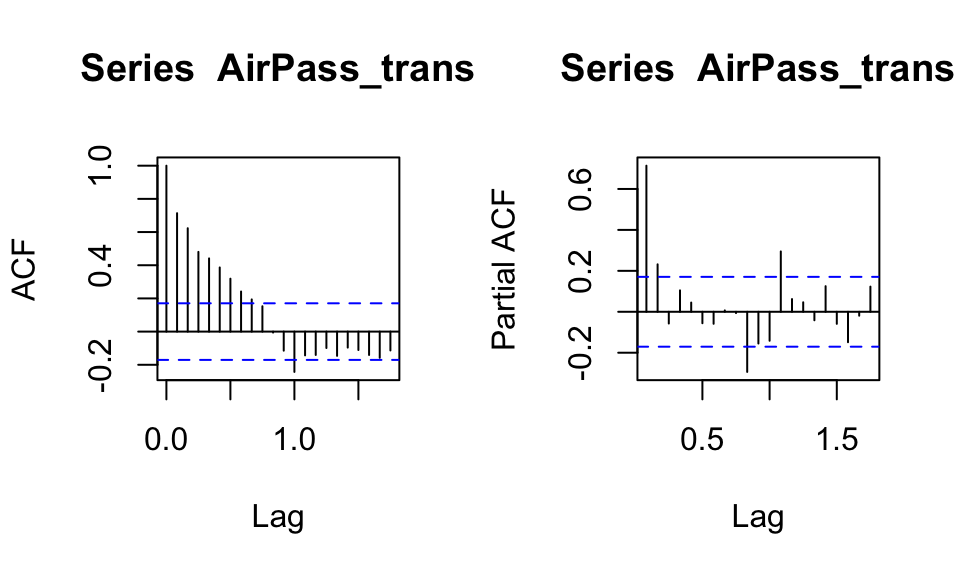 Series AirPass_trans
ACF
1.0
0.4
-0.2
0.0 1.0
Lag
Series AirPass_trans
Partial ACF
0.6
0.2
-0.2
0.5 1.5
Lag